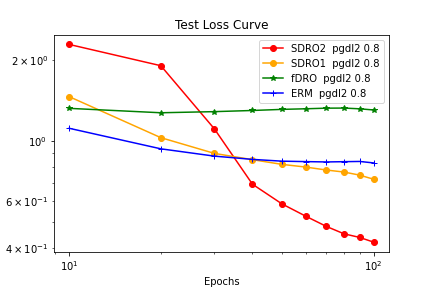 Test Loss Curve
SDRO2 pgdl2 0.8
SDRO1 pgdl2 0.8
fDRO pgdl2 0.8
ERM pgdl2 0.8
2 × 10⁰
10⁰
6 × 10⁻¹
4 × 10⁻¹
10¹
10²
Epochs